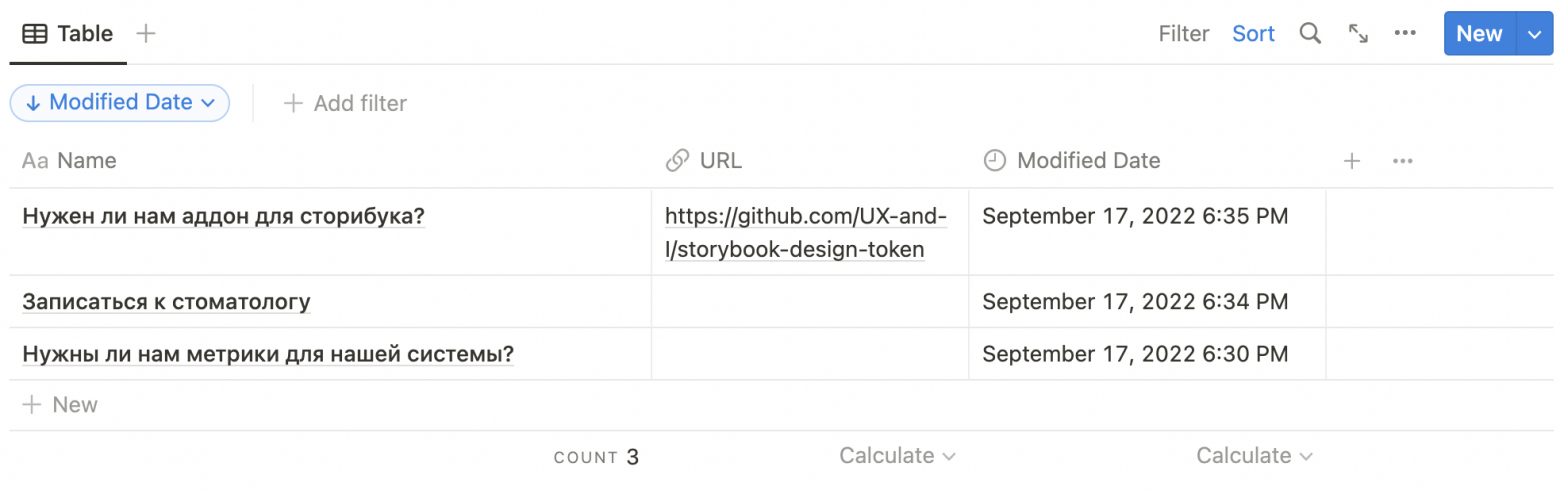 Table
Filter Sort New
Modified Date Add filter
Aa Name URL Modified Date
Нужен ли нам аддон для сторибука? https://github.com/UX-and- September 17, 2022 6:35 PM
l/storybook-design-token
Записаться к стоматологу September 17, 2022 6:34 PM
Нужны ли нам метрики для нашей системы? September 17, 2022 6:30 PM
New
COUNT 3 Calculate Calculate